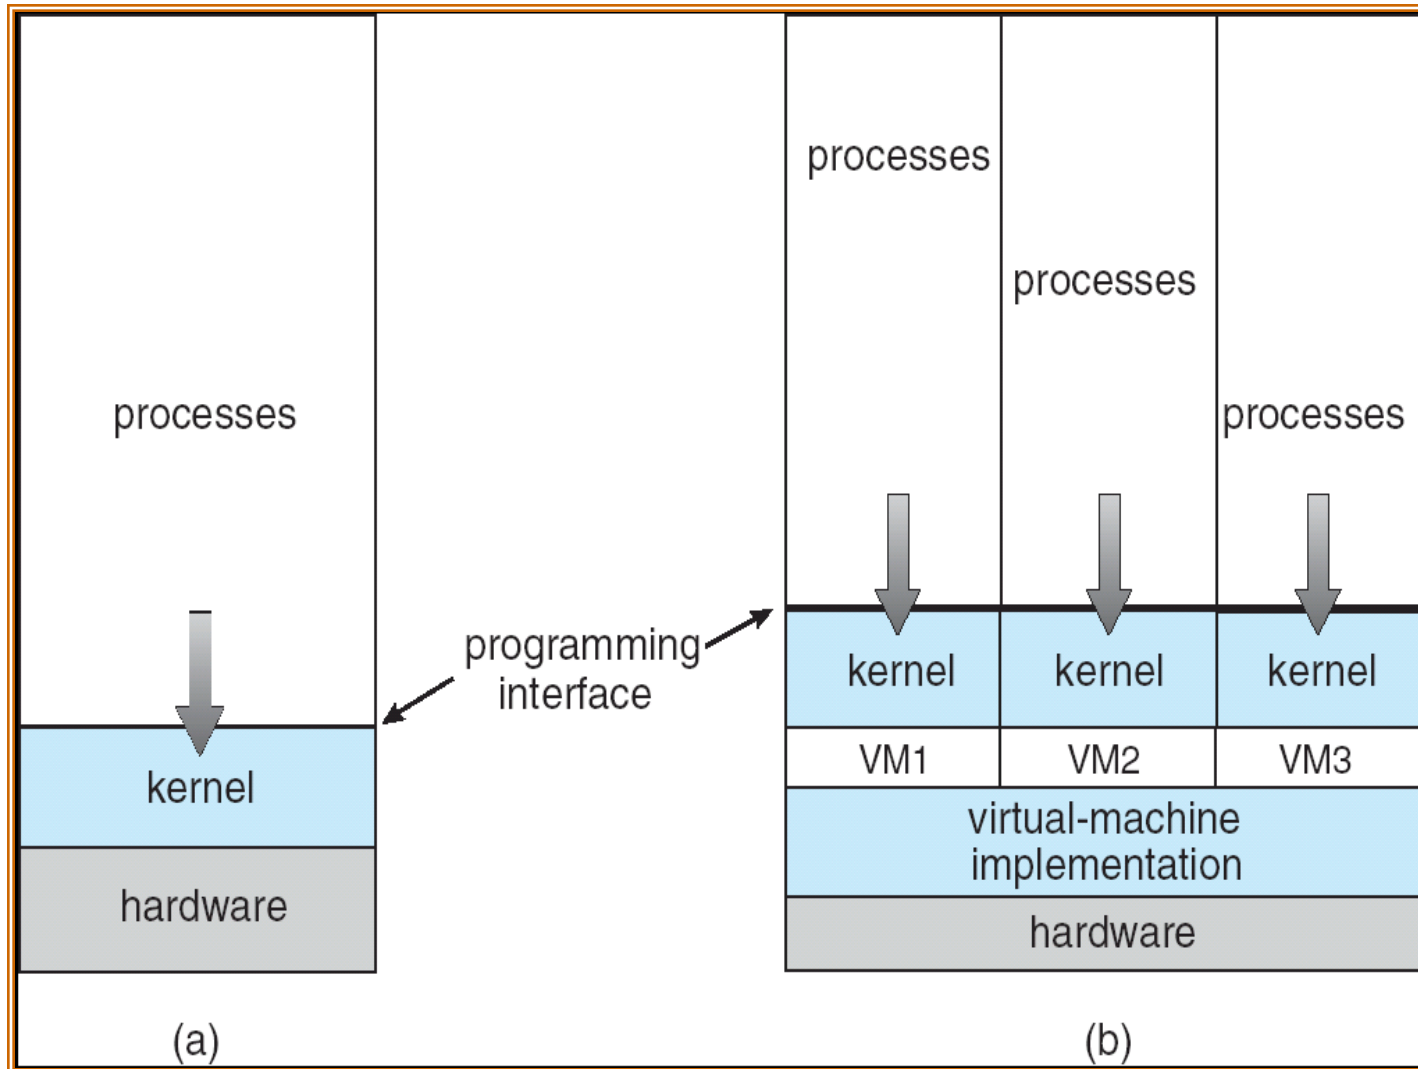 processes
kernel
hardware
(a)
programming
interface
processes
processes
processes
kernel
kernel
kernel
VM1
VM2
VM3
virtual-machine
implementation
hardware
(b)